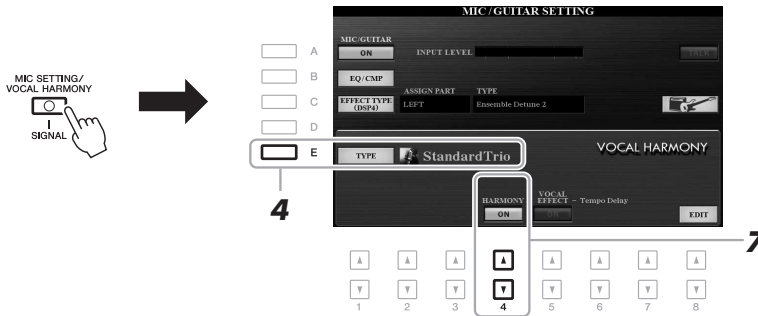 MIC / GUITAR SETTING
MIC/GUITAR
ON
INPUT LEVEL
TALK
A
B
C
D
E
EQ / CMP
ASSIGN PART
TYPE
EFFECT TYPE
(DSP4)
LEFT
Ensemble Detune 2
MIC SETTING/
VOCAL HARMONY
SIGNAL
TYPE
StandardTrio
VOCAL HARMONY
4
HARMONY
ON
VOCAL
EFFECT
ON
– Tempo Delay
EDIT
7
1 2 3 4 5 6 7 8